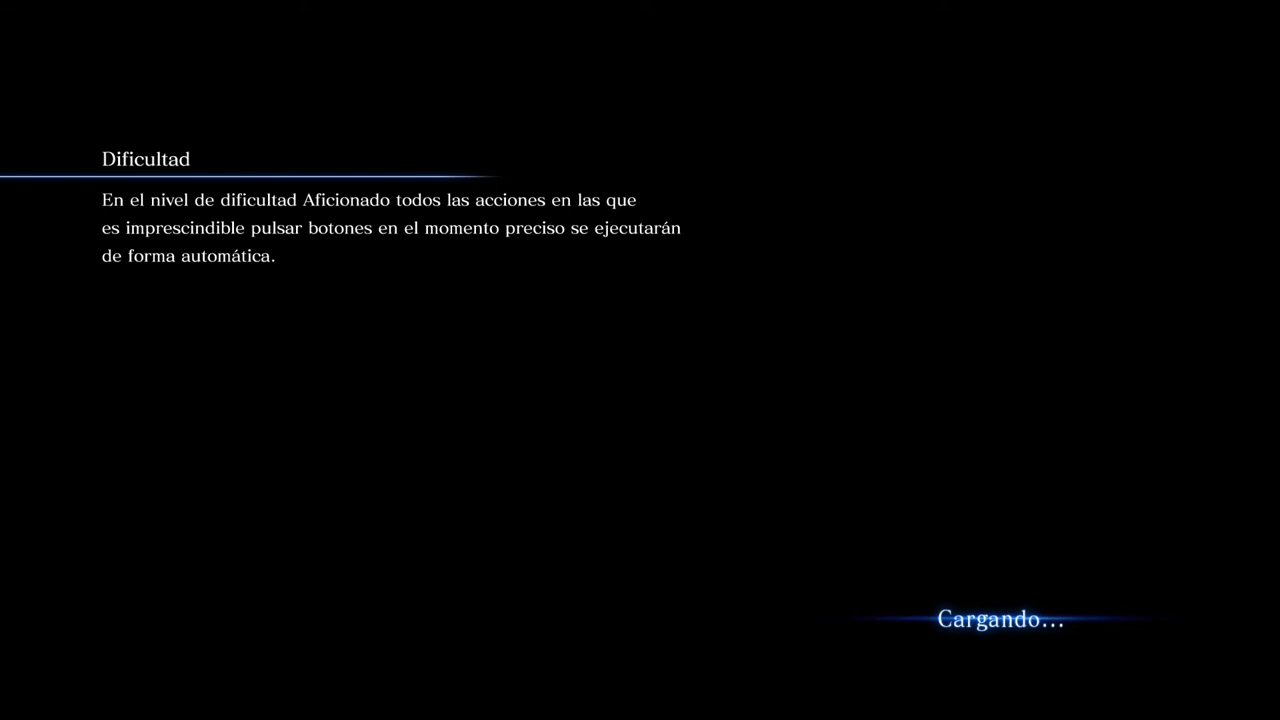 Dificultad
En el nivel de dificultad Aficionado todos las acciones en las que
es imprescindible pulsar botones en el momento preciso se ejecutarán
de forma automática.
Cargando...